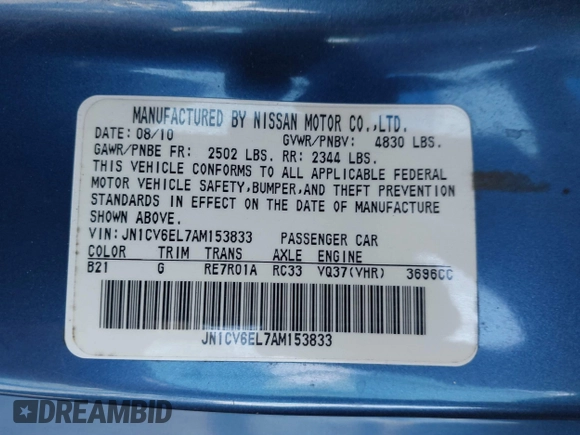 MANUFACTURED BY NISSAN MOTOR CO.,LTD.
DATE: 08/10 GVWR/PNBV: 4830 LBS.
GAWR/PNBE FR: 2502 LBS. RR: 2344 LBS.
THIS VEHICLE CONFORMS TO ALL APPLICABLE FEDERAL
MOTOR VEHICLE SAFETY,BUMPER,AND THEFT PREVENTION
STANDARDS IN EFFECT ON THE DATE OF MANUFACTURE
SHOWN ABOVE.
VIN: JN1CV6EL7AM153833 PASSENGER CAR
COLOR TRIM TRANS AXLE ENGINE
B21 G RE7R01A RC33 VQ37(VHR) 3696CC
JN1CV6EL7AM153833
DREAMBID